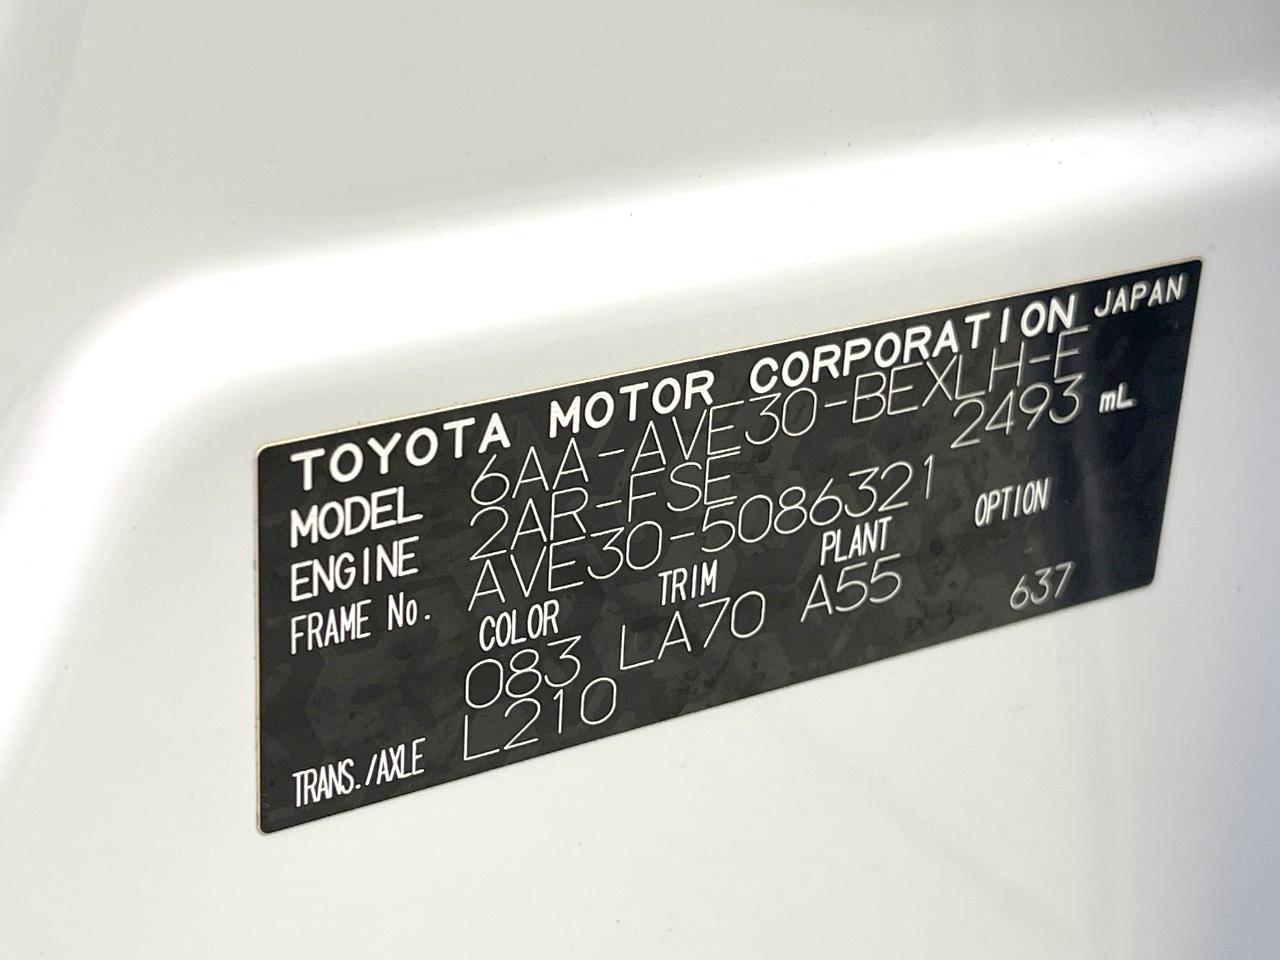 TOYOTA MOTOR CORPORATION JAPAN
MODEL 6AA-AVE30-BEXLH-E
ENGINE 2AR-FSE 2493 mL
FRAME No. AVE30-5086321
COLOR TRIM PLANT OPTION
083 LA70 A55 637
TRANS./AXLE L210